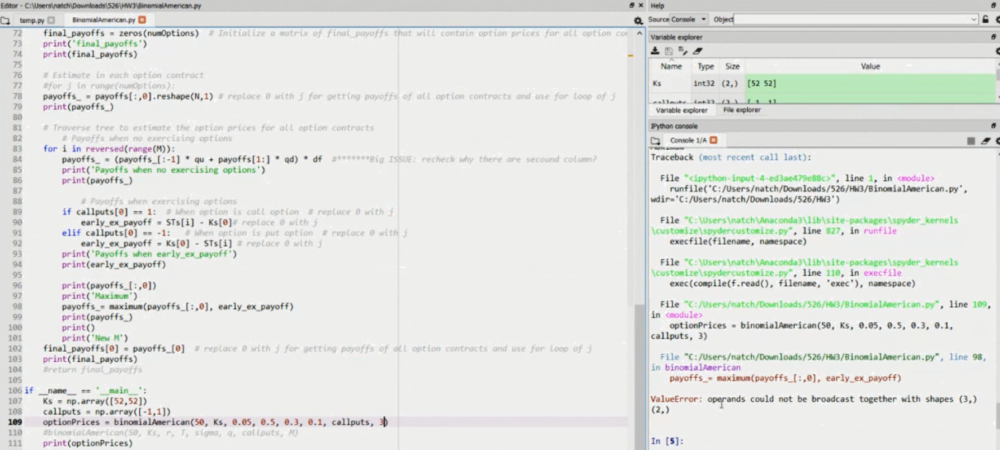 Editor - C:\Users\natch\Downloads\526\HW3\BinomialAmerican.py
temp.py
BinomialAmerican.py
72 final_payoffs = zeros(numOptions) # Initialize a matrix of final_payoffs that will contain option prices for all option co
73 print('final_payoffs')
74 print(final_payoffs)
75
76 # Estimate in each option contract
77 #for j in range(numOptions):
78 payoffs_ = payoffs[:,0].reshape(N,1) # replace 0 with j for getting payoffs of all option contracts and use for loop of j
79 print(payoffs_)
80
81 # Traverse tree to estimate the option prices for all option contracts
82 # Payoffs when no exercising options
83 for i in reversed(range(M)):
84 payoffs_ = (payoffs_[:-1] * qu + payoffs[1:] * qd) * df #*******Big ISSUE: recheck why there are secound column?
85 print('Payoffs when no exercising options')
86 print(payoffs_)
87
88 # Payoffs when exercising options
89 if callputs[0] == 1: # When option is call option # replace 0 with j
90 early_ex_payoff = STs[i] - Ks[0]# replace 0 with j
91 elif callputs[0] == -1: # When option is put option # replace 0 with j
92 early_ex_payoff = Ks[0] - STs[i] # replace 0 with j
93 print('Payoffs when early_ex_payoff')
94 print(early_ex_payoff)
95
96 print(payoffs_[:,0])
97 print('Maximum')
98 payoffs_= maximum(payoffs_[:,0], early_ex_payoff)
99 print(payoffs_)
100 print()
101 print('New M')
102 final_payoffs[0] = payoffs_[0] # replace 0 with j for getting payoffs of all option contracts and use for loop of j
103 print(final_payoffs)
104 #return final_payoffs
105
106 if __name__ == '__main__':
107 Ks = np.array([52,52])
108 callputs = np.array([-1,1])
109 optionPrices = binomialAmerican(50, Ks, 0.05, 0.5, 0.3, 0.1, callputs, 3)
110 #binomialAmerican(S0, Ks, r, T, sigma, q, callputs, M)
111 print(optionPrices)
Help
Source Console Object
Variable explorer
Name Type Size Value
Ks int32 (2,) [52 52]
callputs int32 (2,) [-1 1]
Variable explorer File explorer
IPython console
Console 1/A
Maximum
Traceback (most recent call last):
File "<ipython-input-4-ed3ae479e88c>", line 1, in <module>
runfile('C:/Users/natch/Downloads/526/HW3/BinomialAmerican.py',
wdir='C:/Users/natch/Downloads/526/HW3')
File "C:\Users\natch\Anaconda3\lib\site-packages\spyder_kernels
\customize\spydercustomize.py", line 827, in runfile
execfile(filename, namespace)
File "C:\Users\natch\Anaconda3\lib\site-packages\spyder_kernels
\customize\spydercustomize.py", line 110, in execfile
exec(compile(f.read(), filename, 'exec'), namespace)
File "C:/Users/natch/Downloads/526/HW3/BinomialAmerican.py", line 109,
in <module>
optionPrices = binomialAmerican(50, Ks, 0.05, 0.5, 0.3, 0.1,
callputs, 3)
File "C:/Users/natch/Downloads/526/HW3/BinomialAmerican.py", line 98,
in binomialAmerican
payoffs_= maximum(payoffs_[:,0], early_ex_payoff)
ValueError: operands could not be broadcast together with shapes (3,)
(2,)
In [5]: